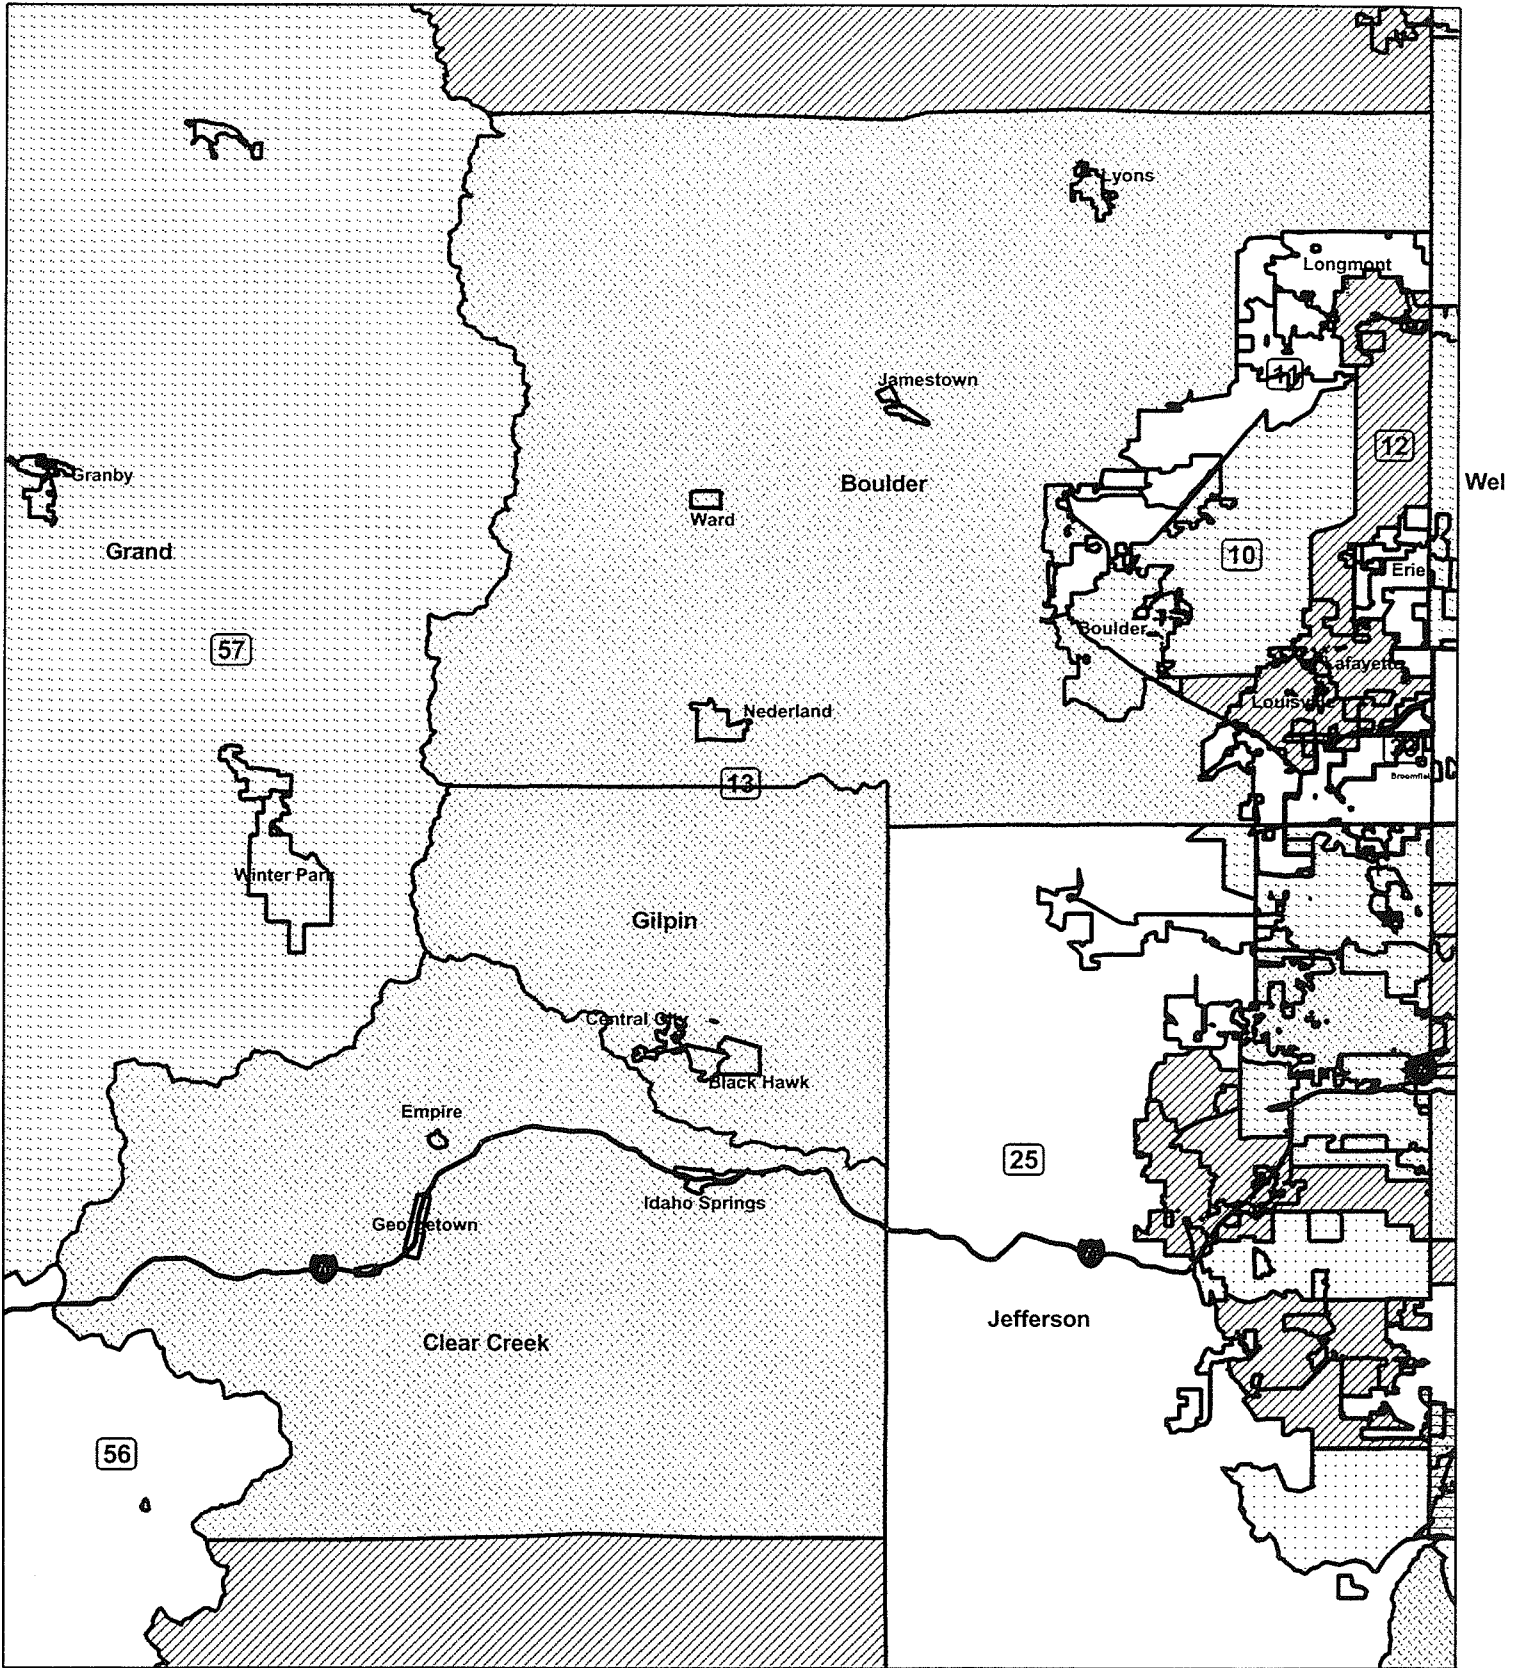 Lyons
Longmont
11
Jamestown
12
Boulder
Wel
Granby
Ward
Grand
10
Erie
Boulder
57
Lafayette
Louisville
Nederland
13
Broomfie
Winter Park
Gilpin
Central City
Black Hawk
Empire
25
Idaho Springs
Georgetown
Jefferson
Clear Creek
56